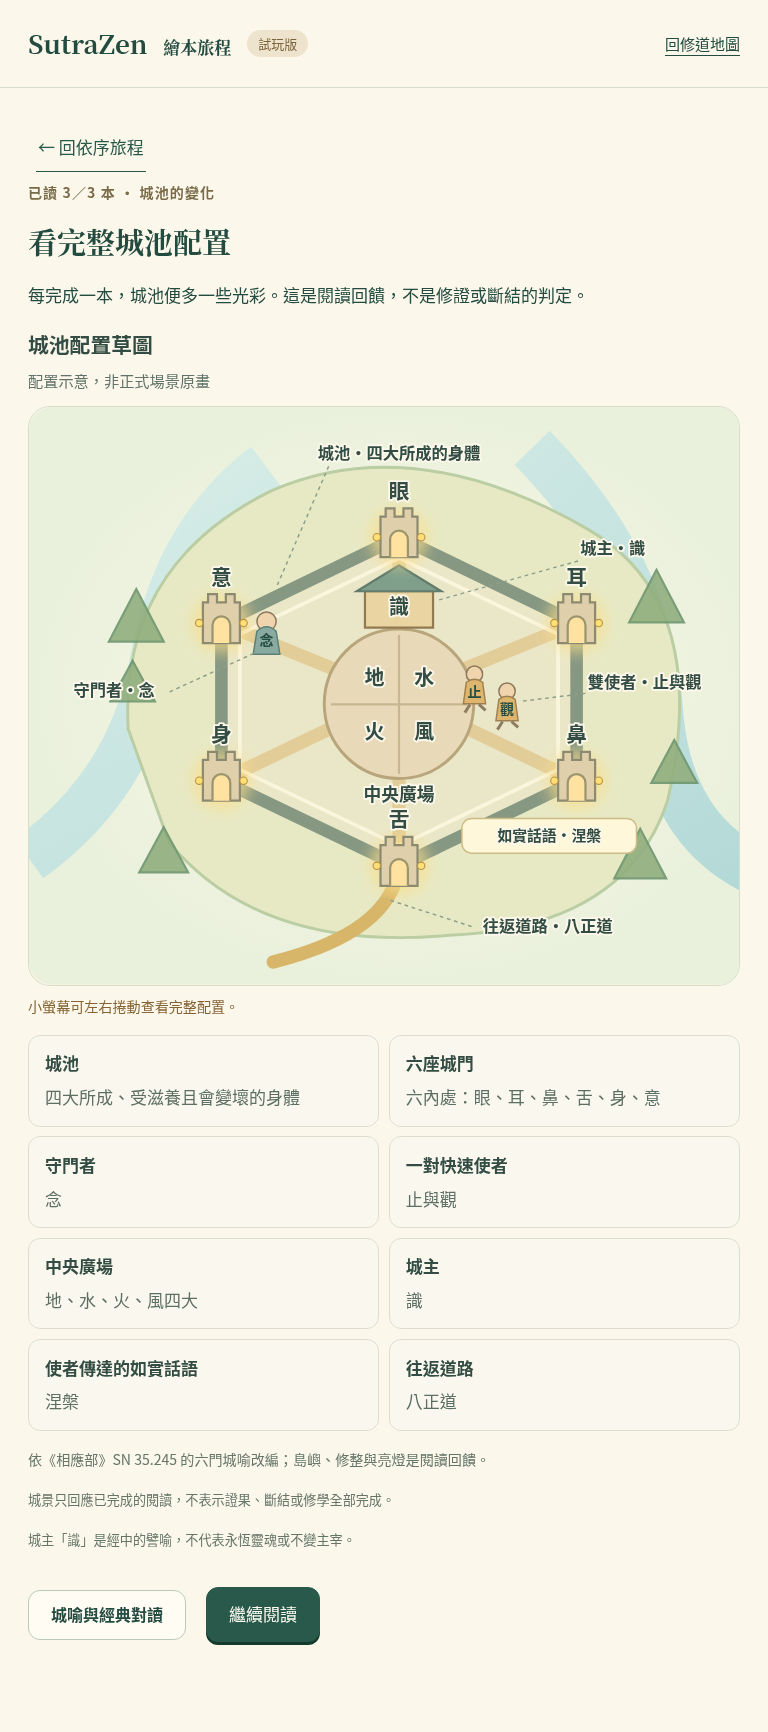 SutraZen 繪本旅程 試玩版 回修道地圖
← 回依序旅程
已讀 3／3 本 · 城池的變化
看完整城池配置
每完成一本，城池便多一些光彩。這是閱讀回饋，不是修證或斷結的判定。
城池配置草圖
配置示意，非正式場景原畫
城池·四大所成的身體
眼
城主·識
意
耳
識
念
地 水
止
觀
雙使者·止與觀
守門者·念
火 風
身
鼻
中央廣場
舌
如實話語·涅槃
往返道路·八正道
小螢幕可左右捲動查看完整配置。
城池
四大所成、受滋養且會變壞的身體
六座城門
六內處：眼、耳、鼻、舌、身、意
守門者
念
一對快速使者
止與觀
中央廣場
地、水、火、風四大
城主
識
使者傳達的如實話語
涅槃
往返道路
八正道
依《相應部》SN 35.245 的六門城喻改編；島嶼、修整與亮燈是閱讀回饋。
城景只回應已完成的閱讀，不表示證果、斷結或修學全部完成。
城主「識」是經中的譬喻，不代表永恆靈魂或不變主宰。
城喻與經典對讀
繼續閱讀